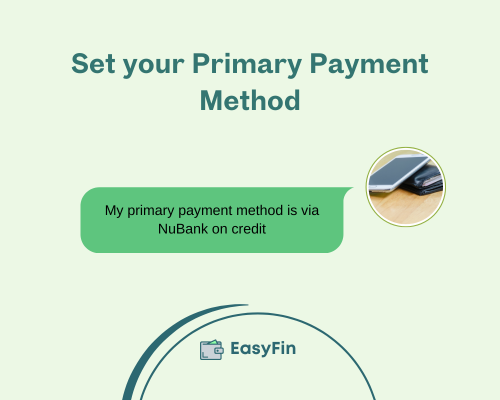 Set your Primary Payment
Method
My primary payment method is via
NuBank on credit
EasyFin